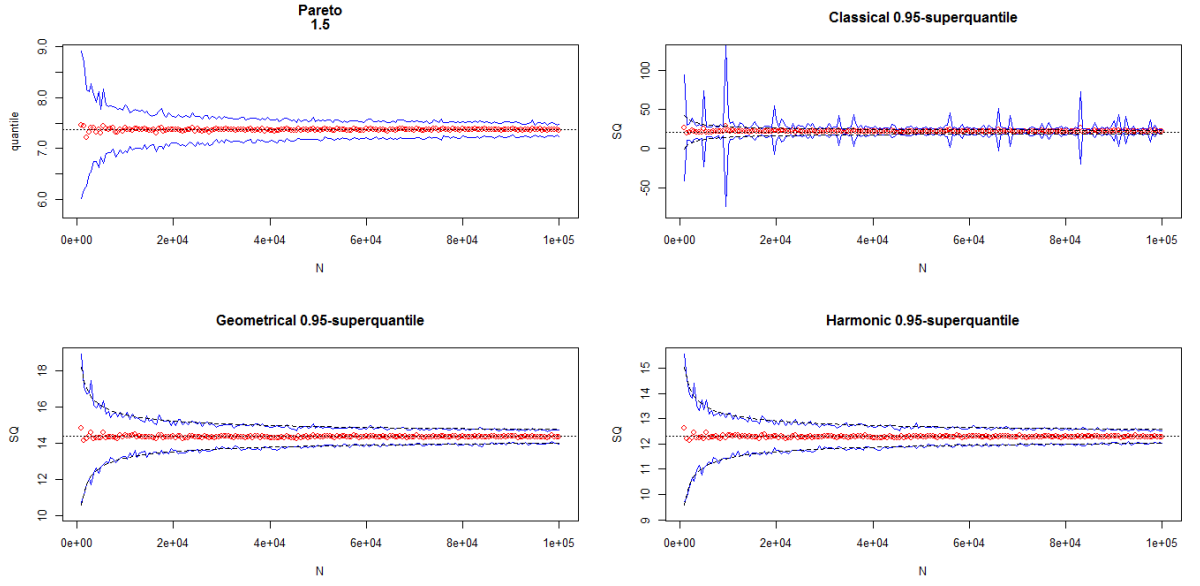 Pareto
1.5
quantile
9.0
8.0
7.0
6.0
0e+00 2e+04 4e+04 6e+04 8e+04 1e+05
N
Classical 0.95-superquantile
SQ
100
50
0
-50
0e+00 2e+04 4e+04 6e+04 8e+04 1e+05
N
Geometrical 0.95-superquantile
SQ
18
16
14
12
10
0e+00 2e+04 4e+04 6e+04 8e+04 1e+05
N
Harmonic 0.95-superquantile
SQ
15
14
13
12
11
10
9
0e+00 2e+04 4e+04 6e+04 8e+04 1e+05
N